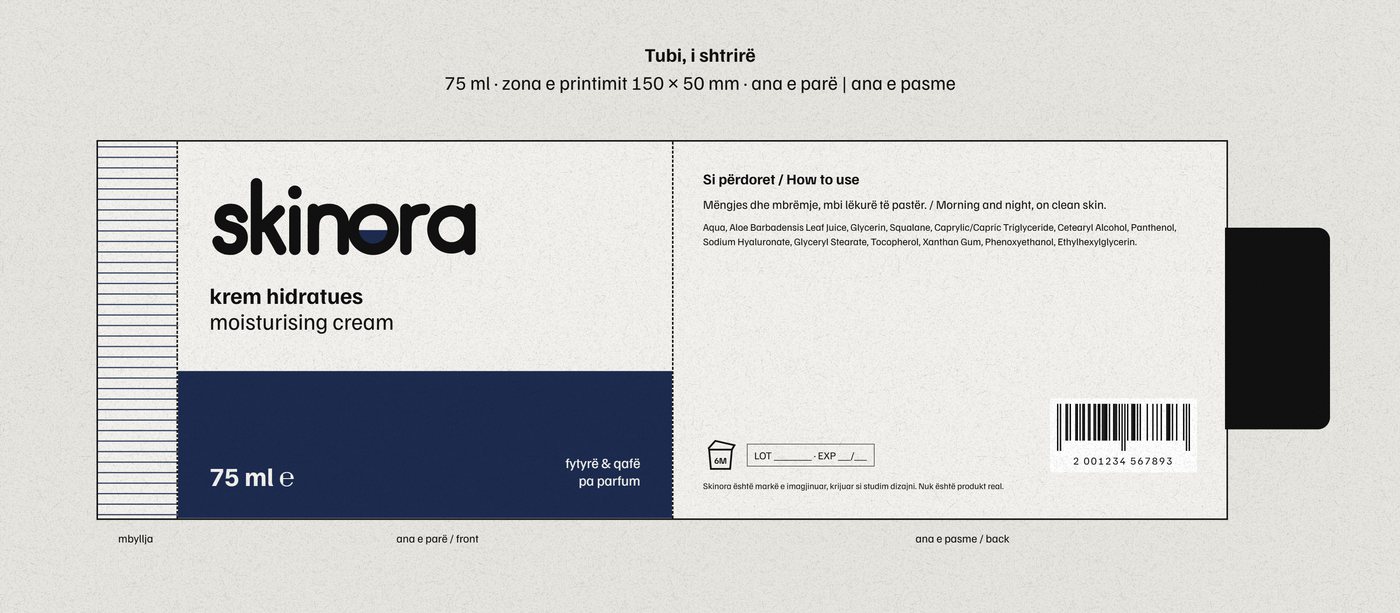 Tubi, i shtrirë
75 ml · zona e printimit 150 × 50 mm · ana e parë | ana e pasme
skinora
krem hidratues
moisturising cream
75 ml ℮
fytyrë & qafë
pa parfum
Si përdoret / How to use
Mëngjes dhe mbrëmje, mbi lëkurë të pastër. / Morning and night, on clean skin.
Aqua, Aloe Barbadensis Leaf Juice, Glycerin, Squalane, Caprylic/Capric Triglyceride, Cetearyl Alcohol, Panthenol,
Sodium Hyaluronate, Glyceryl Stearate, Tocopherol, Xanthan Gum, Phenoxyethanol, Ethylhexylglycerin.
6M
LOT _______ · EXP __/__
2 001234 567893
Skinora është markë e imagjinuar, krijuar si studim dizajni. Nuk është produkt real.
mbyllja
ana e parë / front
ana e pasme / back